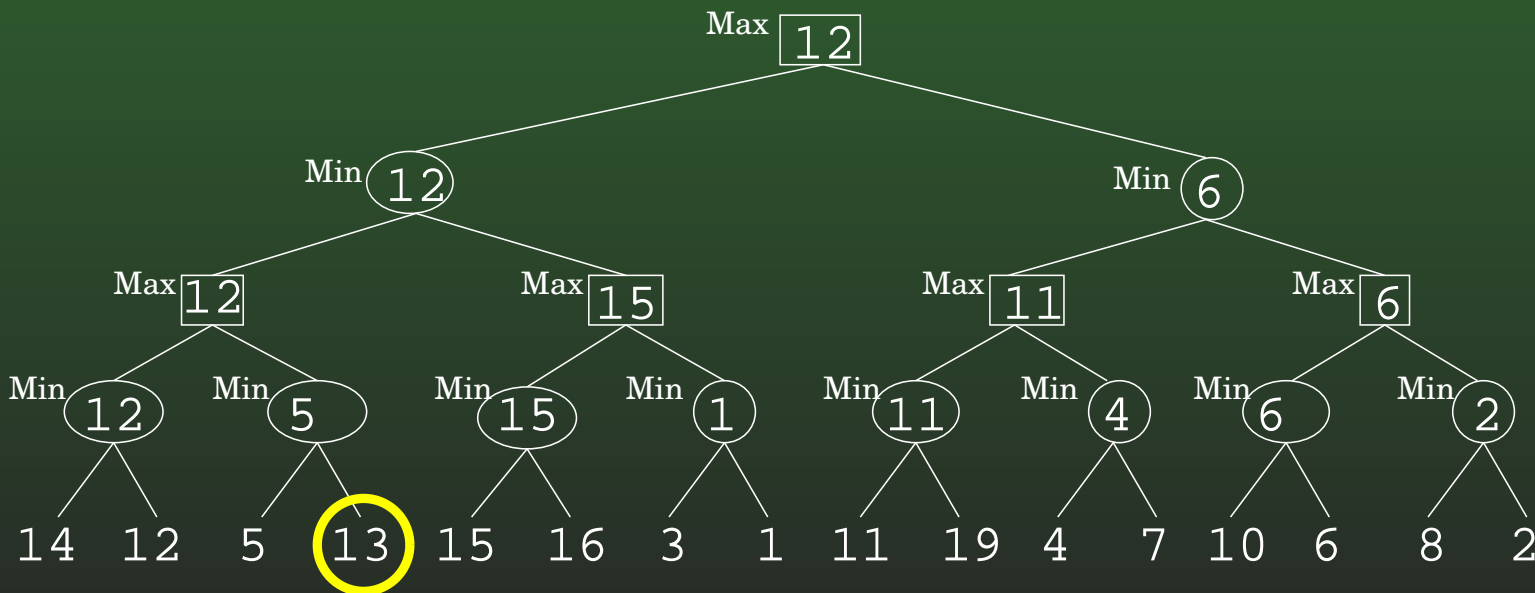 Max 12
Min 12 Min 6
Max 12 Max 15 Max 11 Max 6
Min 12 Min 5 Min 15 Min 1 Min 11 Min 4 Min 6 Min 2
14 12 5 13 15 16 3 1 11 19 4 7 10 6 8 2